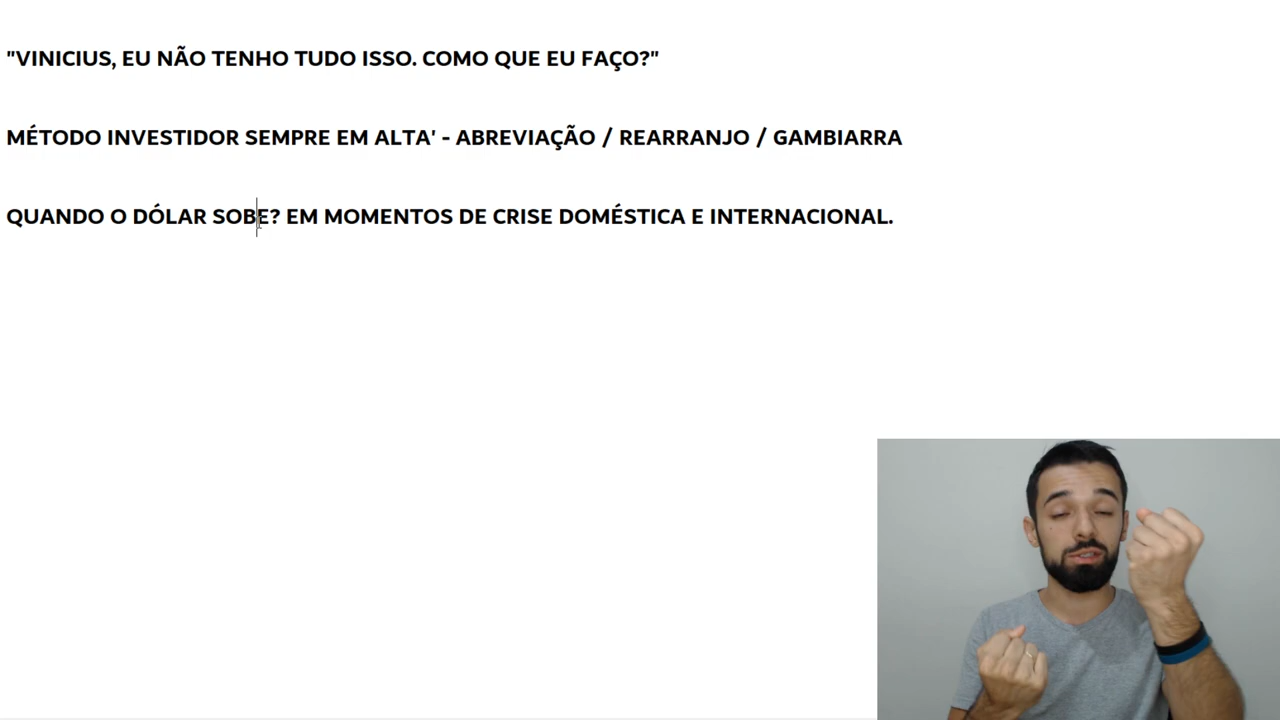 "VINICIUS, EU NÃO TENHO TUDO ISSO. COMO QUE EU FAÇO?"
MÉTODO INVESTIDOR SEMPRE EM ALTA' - ABREVIAÇÃO / REARRANJO / GAMBIARRA
QUANDO O DÓLAR SOBE? EM MOMENTOS DE CRISE DOMÉSTICA E INTERNACIONAL.